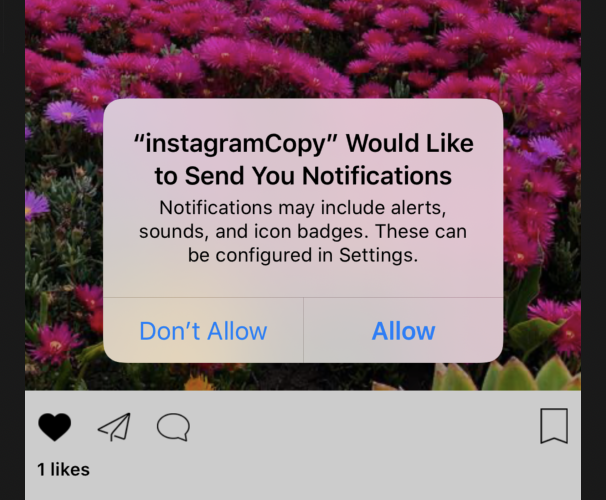 “instagramCopy” Would Like
to Send You Notifications
Notifications may include alerts,
sounds, and icon badges. These can
be configured in Settings.
Don’t Allow
Allow
1 likes